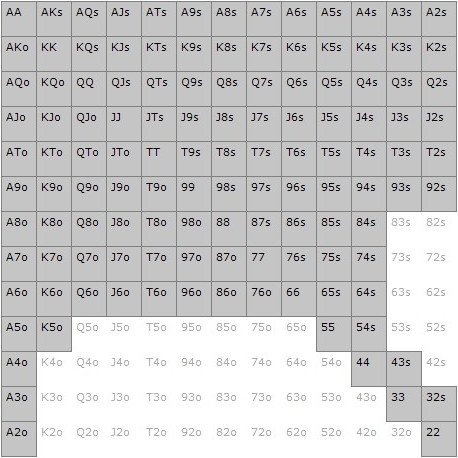 AA AKs AQs AJs ATs A9s A8s A7s A6s A5s A4s A3s A2s
AKo KK KQs KJs KTs K9s K8s K7s K6s K5s K4s K3s K2s
AQo KQo QQ QJs QTs Q9s Q8s Q7s Q6s Q5s Q4s Q3s Q2s
AJo KJo QJo JJ JTs J9s J8s J7s J6s J5s J4s J3s J2s
ATo KTo QTo JTo TT T9s T8s T7s T6s T5s T4s T3s T2s
A9o K9o Q9o J9o T9o 99 98s 97s 96s 95s 94s 93s 92s
A8o K8o Q8o J8o T8o 98o 88 87s 86s 85s 84s 83s 82s
A7o K7o Q7o J7o T7o 97o 87o 77 76s 75s 74s 73s 72s
A6o K6o Q6o J6o T6o 96o 86o 76o 66 65s 64s 63s 62s
A5o K5o Q5o J5o T5o 95o 85o 75o 65o 55 54s 53s 52s
A4o K4o Q4o J4o T4o 94o 84o 74o 64o 54o 44 43s 42s
A3o K3o Q3o J3o T3o 93o 83o 73o 63o 53o 43o 33 32s
A2o K2o Q2o J2o T2o 92o 82o 72o 62o 52o 42o 32o 22